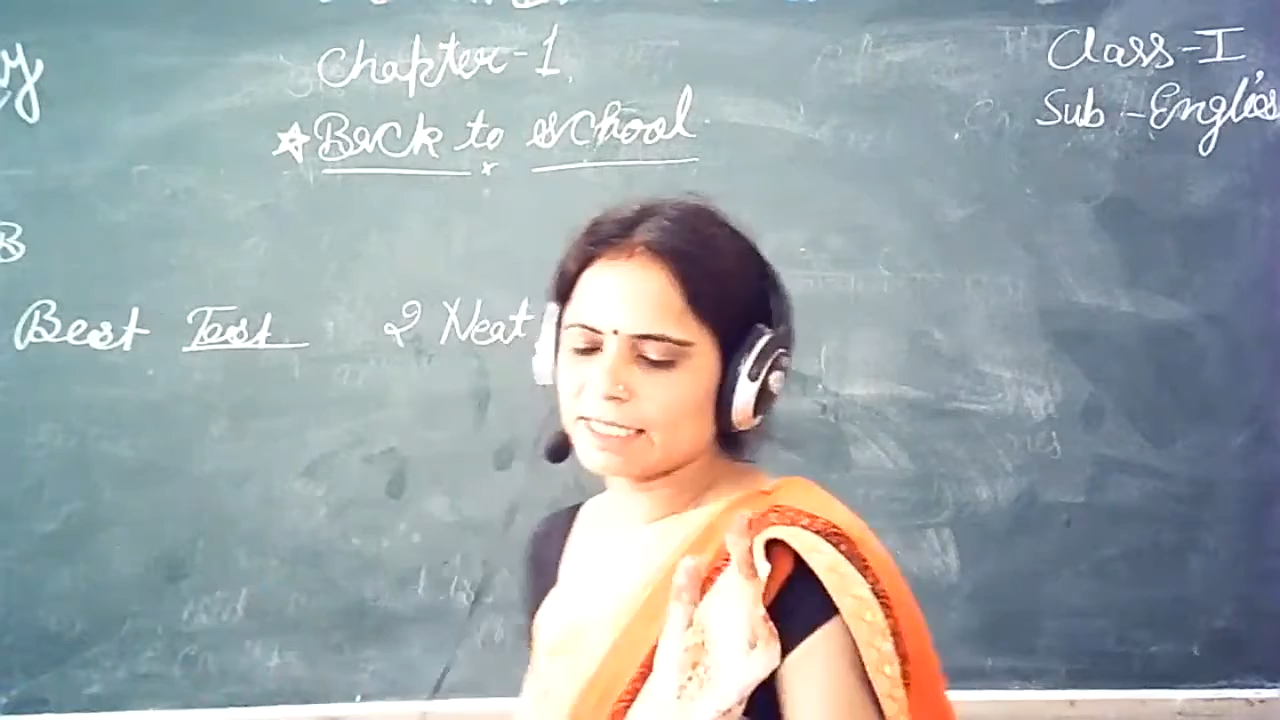 Chapter-1.
Class-I
Back to school
Sub-English
B
Best Test 2 Neat